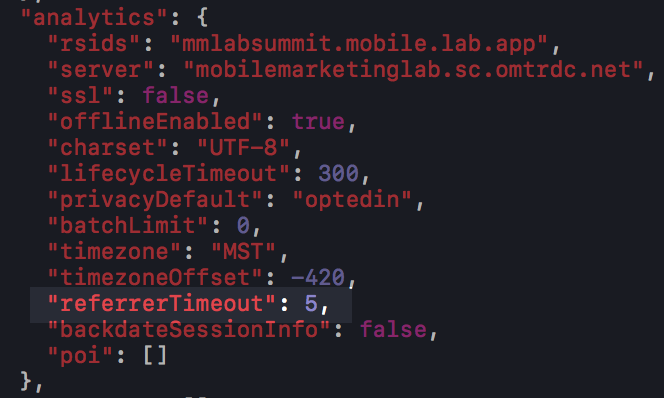 "analytics": {
"rsids": "mmlabsummit.mobile.lab.app",
"server": "mobilemarketinglab.sc.omtrdc.net",
"ssl": false,
"offlineEnabled": true,
"charset": "UTF-8",
"lifecycleTimeout": 300,
"privacyDefault": "optedin",
"batchLimit": 0,
"timezone": "MST",
"timezoneOffset": -420,
"referrerTimeout": 5,
"backdateSessionInfo": false,
"poi": []
},